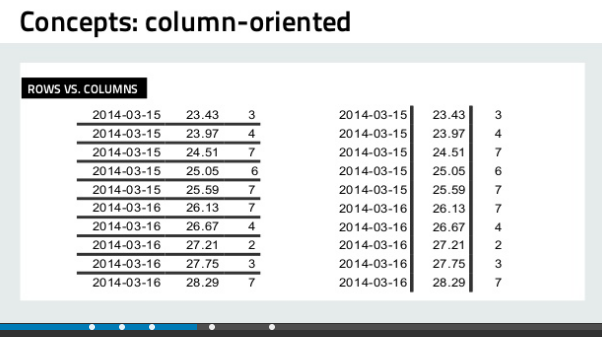 Concepts: column-oriented
ROWS VS. COLUMNS
2014-03-15 23.43 3 2014-03-15 23.43 3
2014-03-15 23.97 4 2014-03-15 23.97 4
2014-03-15 24.51 7 2014-03-15 24.51 7
2014-03-15 25.05 6 2014-03-15 25.05 6
2014-03-15 25.59 7 2014-03-15 25.59 7
2014-03-16 26.13 7 2014-03-16 26.13 7
2014-03-16 26.67 4 2014-03-16 26.67 4
2014-03-16 27.21 2 2014-03-16 27.21 2
2014-03-16 27.75 3 2014-03-16 27.75 3
2014-03-16 28.29 7 2014-03-16 28.29 7